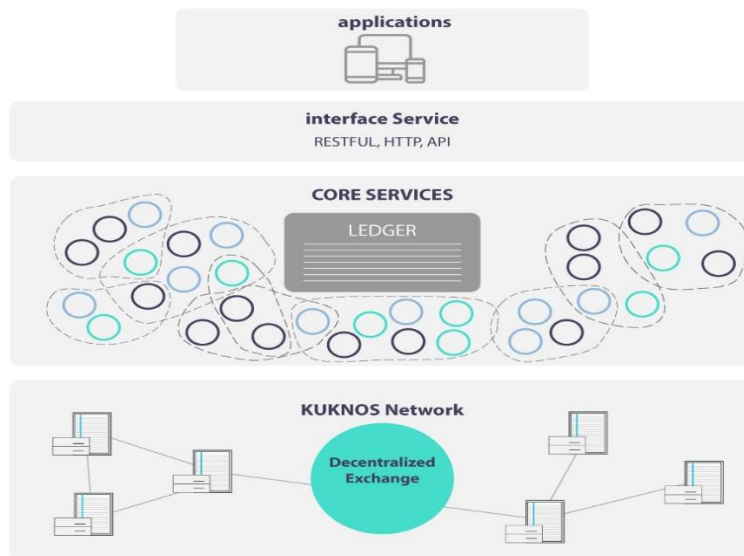 applications
interface Service
RESTFUL, HTTP, API
CORE SERVICES
LEDGER
KUKNOS Network
Decentralized
Exchange